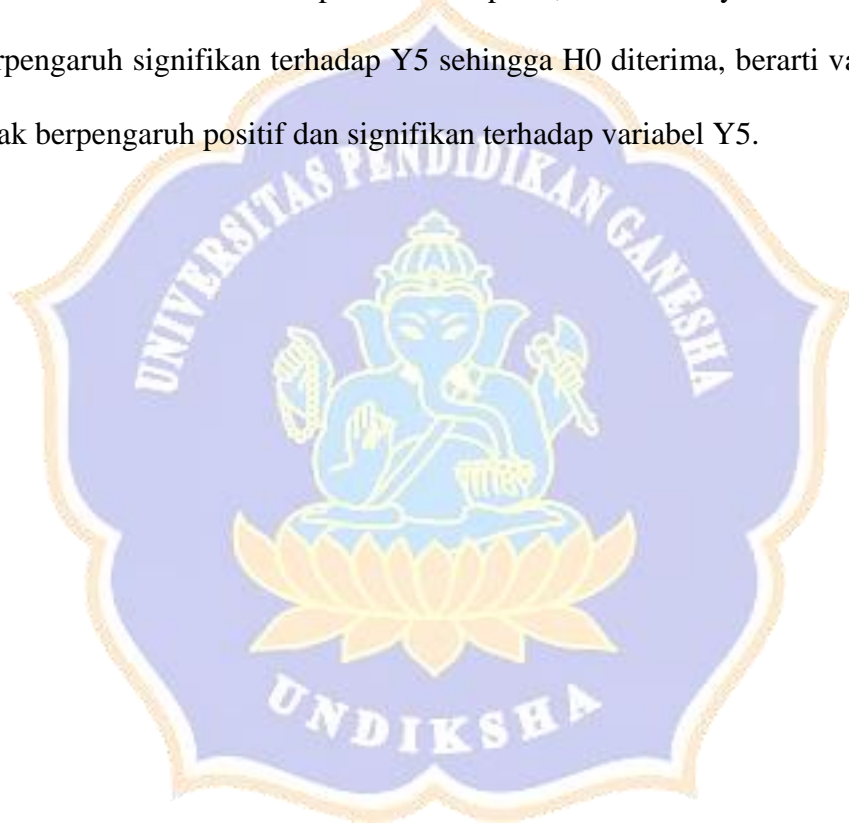 rpengaruh signifikan terhadap Y5 sehingga H0 diterima, berarti va
ak berpengaruh positif dan signifikan terhadap variabel Y5.
UNIVERSITAS PENDIDIKAN GANESHA
UNDIKSHA